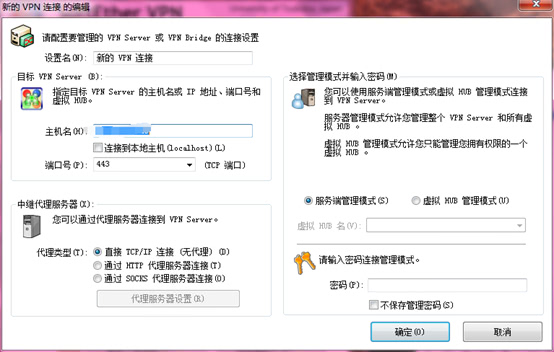 新的 VPN 连接 的编辑
请配置要管理的 VPN Server 或 VPN Bridge 的连接设置
设置名(N): 新的 VPN 连接
目标 VPN Server (B):
指定目标 VPN Server 的主机名或 IP 地址、端口号和
虚拟 HUB。
主机名(H)
连接到本地主机(localhost)(L)
端口号(P): 443 (TCP 端口)
中继代理服务器(X):
您可以通过代理服务器连接到 VPN Server。
代理类型(T): 直接 TCP/IP 连接 (无代理) (D)
通过 HTTP 代理服务器连接(T)
通过 SOCKS 代理服务器连接(O)
代理服务器设置(R)
选择管理模式并输入密码(M)
您可以使用服务端管理模式或虚拟 HUB 管理模式连接
到 VPN Server。
服务器管理模式允许您管理整个 VPN Server 和所有虚
拟 HUB 。
虚拟 HUB 管理模式允许您只能管理您拥有权限的一个
虚拟 HUB 。
服务端管理模式(S) 虚拟 HUB 管理模式(U)
虚拟 HUB 名(V):
请输入密码连接管理模式。
密码(P):
不保存管理密码(S)
确定(O) 取消